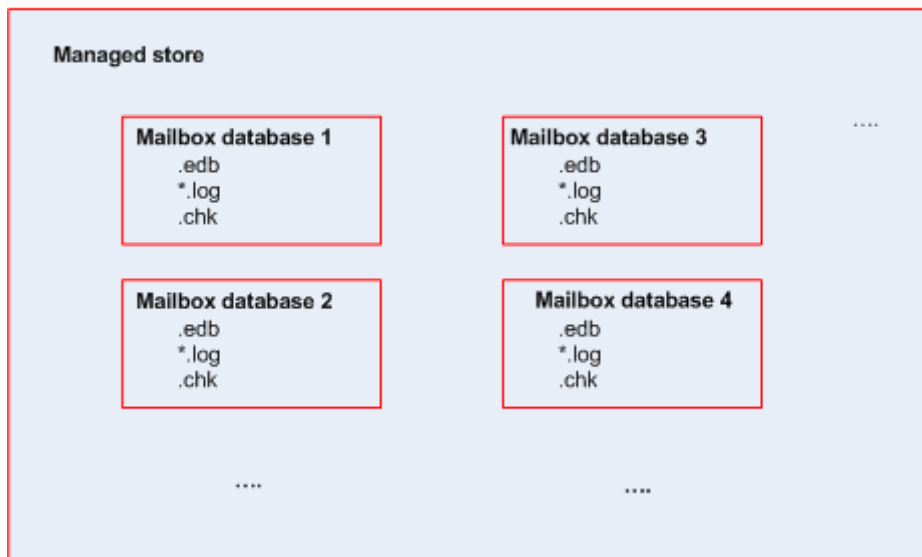 Managed store
Mailbox database 1
.edb
*.log
.chk
Mailbox database 2
.edb
*.log
.chk
....
Mailbox database 3
.edb
*.log
.chk
Mailbox database 4
.edb
*.log
.chk
....
....